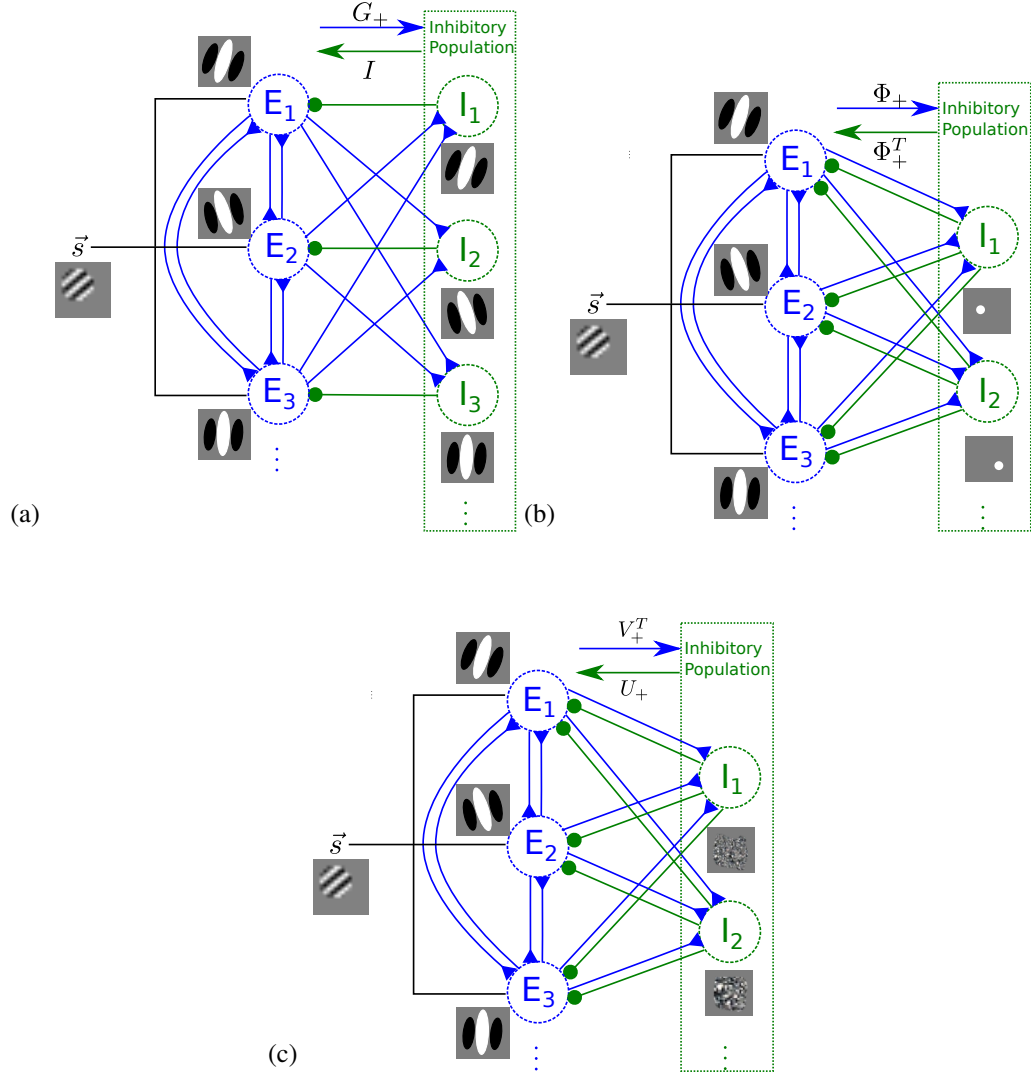 G₊
I
Inhibitory
Population
E₁
E₂
E₃
I₁
I₂
I₃
s⃗
⋮
⋮
(a)
Φ₊
Φ₊ᵀ
Inhibitory
Population
E₁
E₂
E₃
I₁
I₂
s⃗
⋮
⋮
(b)
V₊ᵀ
U₊
Inhibitory
Population
E₁
E₂
E₃
I₁
I₂
s⃗
⋮
⋮
(c)